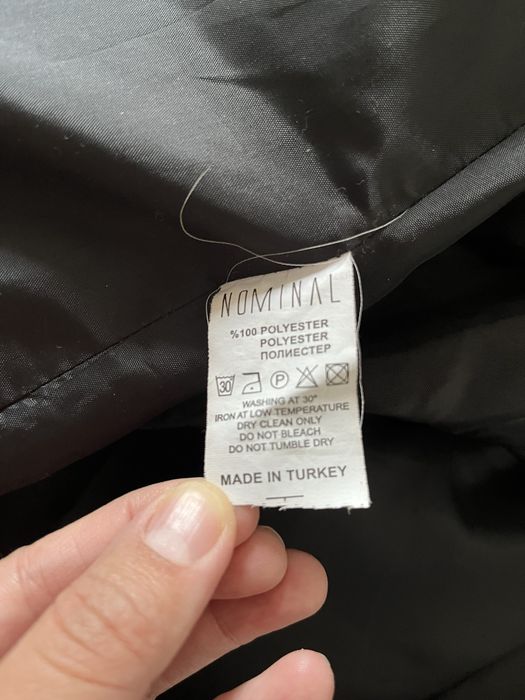 NOMINAL
%100 POLYESTER
POLYESTER
ПОЛИЕСТЕР
30 P
WASHING AT 30°
IRON AT LOW TEMPERATURE
DRY CLEAN ONLY
DO NOT BLEACH
DO NOT TUMBLE DRY
MADE IN TURKEY